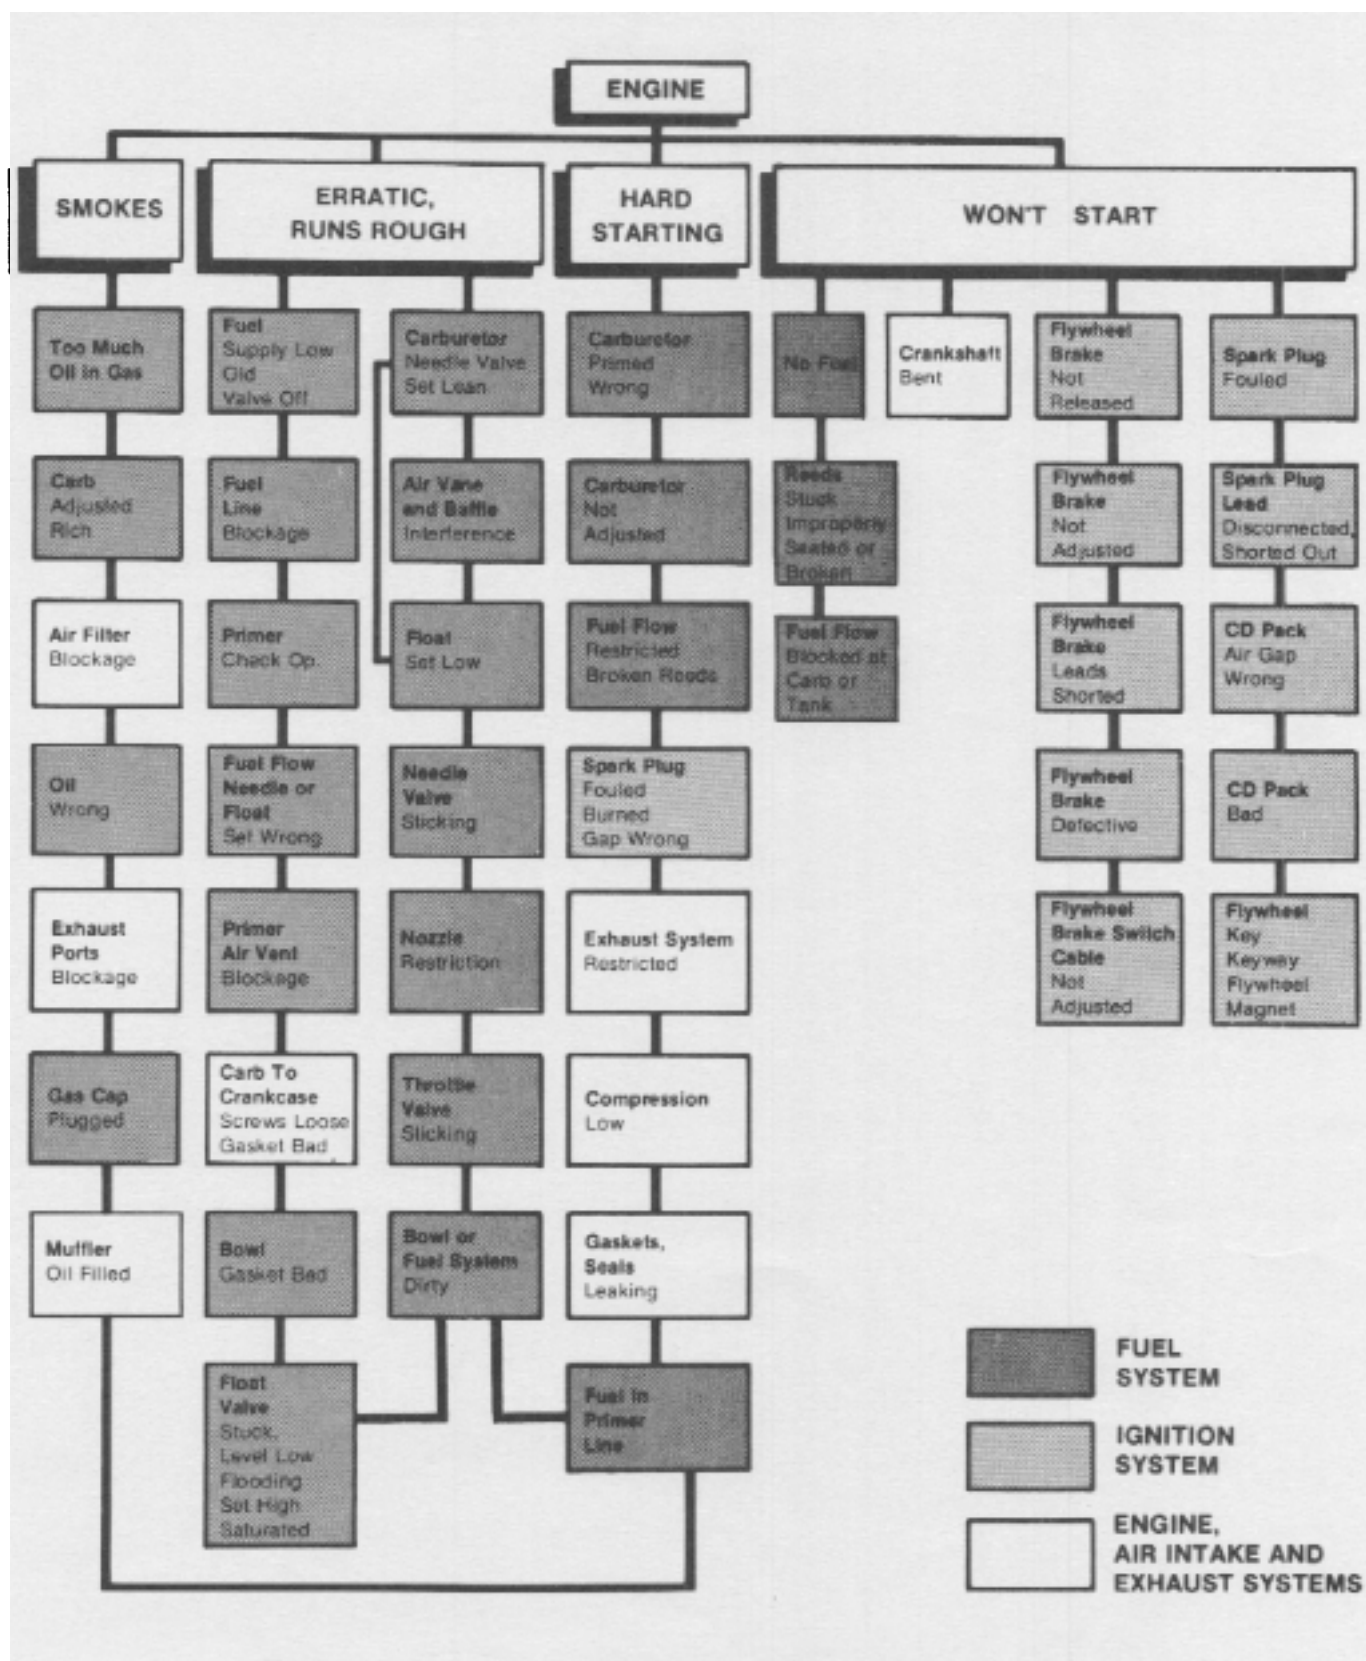 ENGINE
SMOKES
ERRATIC,
RUNS ROUGH
HARD
STARTING
WON'T START
Too Much
Oil in Gas
Carb
Adjusted
Rich
Air Filter
Blockage
Oil
Wrong
Exhaust
Ports
Blockage
Gas Cap
Plugged
Muffler
Oil Filled
Fuel
Supply Low
Old
Valve Off
Fuel
Line
Blockage
Primer
Check Op.
Fuel Flow
Needle or
Float
Set Wrong
Primer
Air Vent
Blockage
Carb To
Crankcase
Screws Loose
Gasket Bad
Bowl
Gasket Bad
Float
Valve
Stuck,
Level Low
Flooding
Set High
Saturated
Carburetor
Needle Valve
Set Lean
Air Vane
and Baffle
Interference
Float
Set Low
Needle
Valve
Sticking
Nozzle
Restriction
Throttle
Valve
Sticking
Bowl or
Fuel System
Dirty
Carburetor
Primed
Wrong
Carburetor
Not
Adjusted
Fuel Flow
Restricted
Broken Reeds
Spark Plug
Fouled
Burned
Gap Wrong
Exhaust System
Restricted
Compression
Low
Gaskets,
Seals
Leaking
Fuel In
Primer
Line
No Fuel
Reeds
Stuck
Improperly
Seated or
Broken
Fuel Flow
Blocked at
Carb or
Tank
Crankshaft
Bent
Flywheel
Brake
Not
Released
Flywheel
Brake
Not
Adjusted
Flywheel
Brake
Leads
Shorted
Flywheel
Brake
Defective
Flywheel
Brake Switch
Cable
Not
Adjusted
Spark Plug
Fouled
Spark Plug
Lead
Disconnected,
Shorted Out
CD Pack
Air Gap
Wrong
CD Pack
Bad
Flywheel
Key
Keyway
Flywheel
Magnet
FUEL
SYSTEM
IGNITION
SYSTEM
ENGINE,
AIR INTAKE AND
EXHAUST SYSTEMS